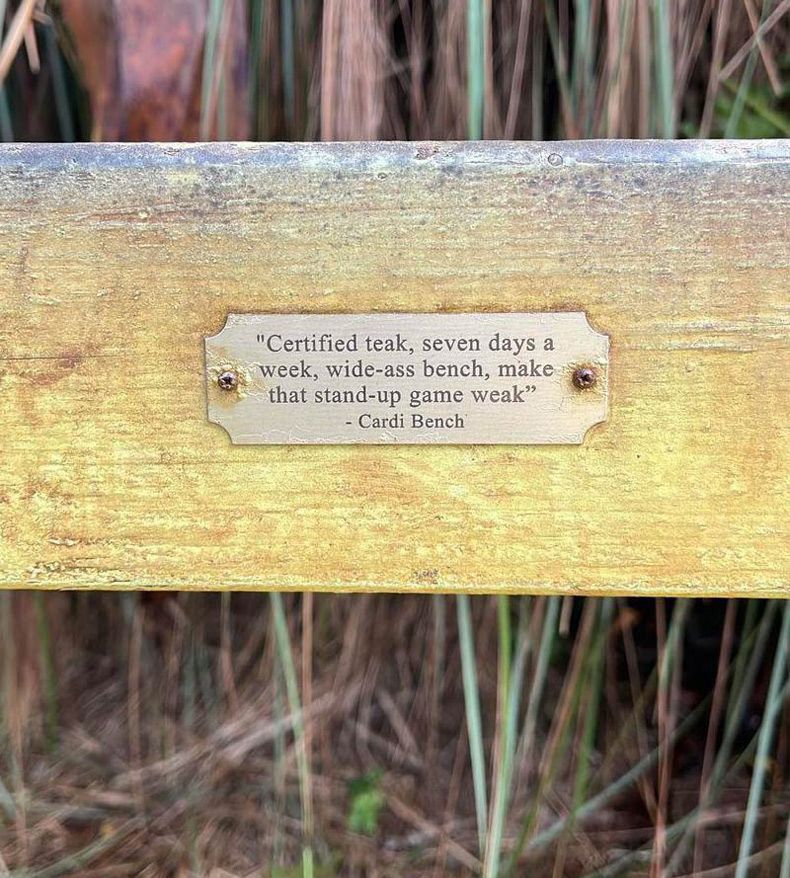 "Certified teak, seven days a
week, wide-ass bench, make
that stand-up game weak”
- Cardi Bench